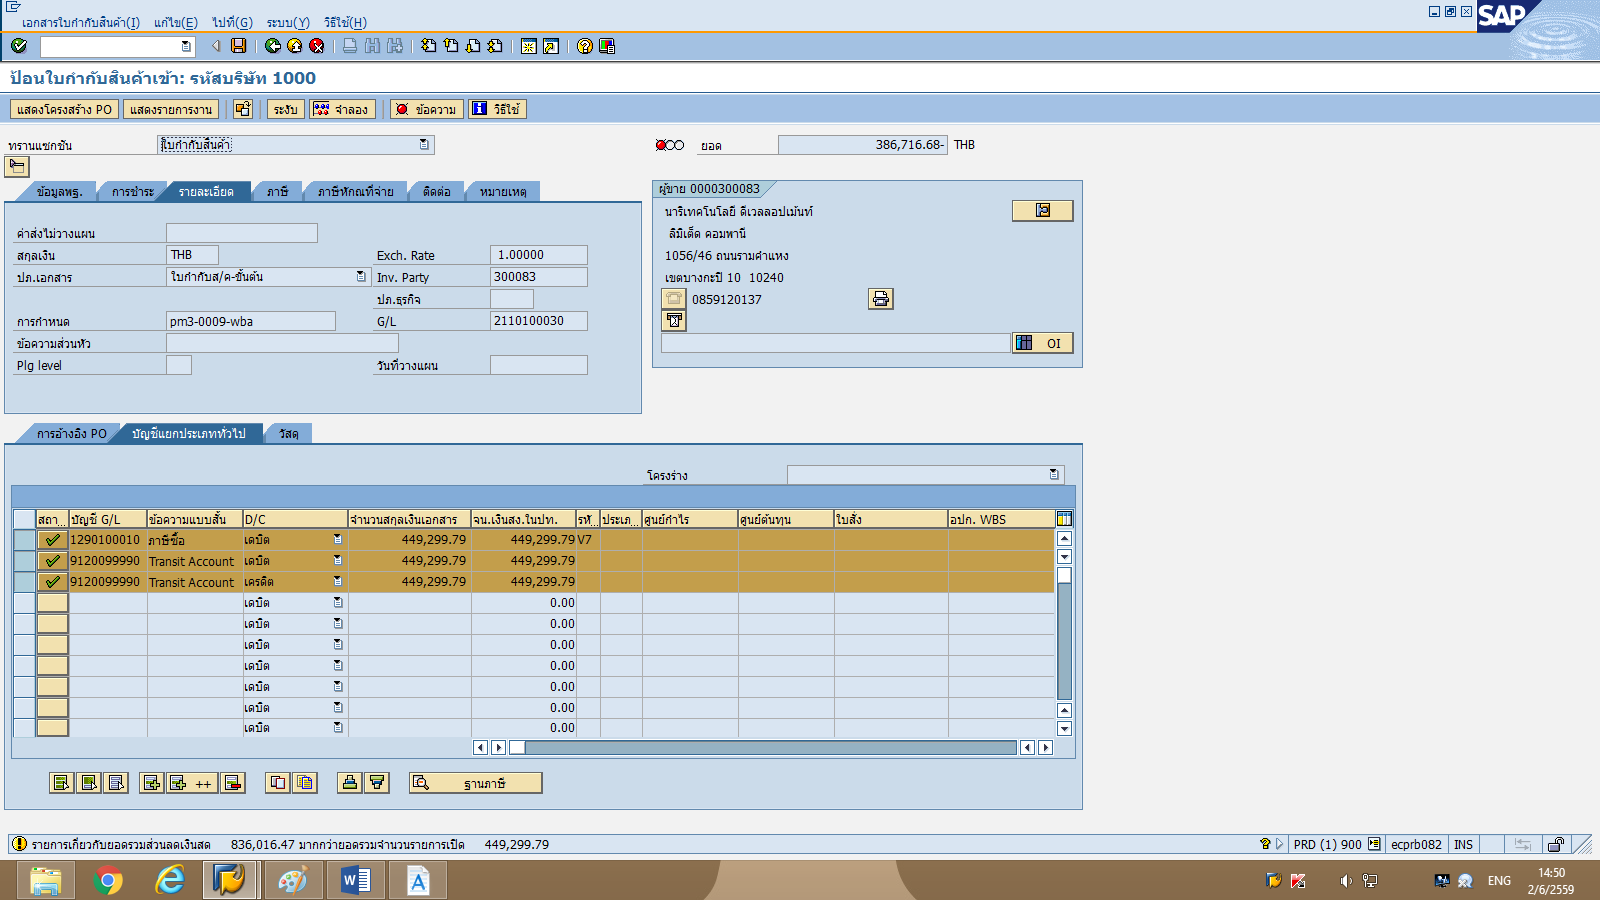 เอกสารใบกำกับสินค้า(I) แก้ไข(E) ไปที่(G) ระบบ(Y) วิธีใช้(H)
SAP
ป้อนใบกำกับสินค้าเข้า: รหัสบริษัท 1000
แสดงโครงสร้าง PO แสดงรายการงาน ระงับ จำลอง ข้อความ วิธีใช้
ทรานแซกชัน ใบกำกับสินค้า ยอด 386,716.68- THB
ข้อมูลพฐ. การชำระ รายละเอียด ภาษี ภาษีหักณที่จ่าย ติดต่อ หมายเหตุ
ค่าส่งไม่วางแผน
สกุลเงิน THB Exch. Rate 1.00000
ปภ.เอกสาร ใบกำกับส/ค-ขั้นต้น Inv. Party 300083
ปภ.ธุรกิจ
การกำหนด pm3-0009-wba G/L 2110100030
ข้อความส่วนหัว
Plg level วันที่วางแผน
ผู้ขาย 0000300083
นาริเทคโนโลยี ดีเวลลอปเม้นท์
ลิมิเต็ด คอมพานี
1056/46 ถนนรามคำแหง
เขตบางกะปิ 10 10240
0859120137
OI
การอ้างอิง PO บัญชีแยกประเภททั่วไป วัสดุ
โครงร่าง
สถา... บัญชี G/L ข้อความแบบสั้น D/C จำนวนสกุลเงินเอกสาร จน.เงินสง.ในปท. รหั... ประเภ... ศูนย์กำไร ศูนย์ต้นทุน ใบสั่ง อปก. WBS
1290100010 ภาษีซื้อ เดบิต 449,299.79 449,299.79 V7
9120099990 Transit Account เดบิต 449,299.79 449,299.79
9120099990 Transit Account เครดิต 449,299.79 449,299.79
เดบิต 0.00
เดบิต 0.00
เดบิต 0.00
เดบิต 0.00
เดบิต 0.00
เดบิต 0.00
เดบิต 0.00
++ ฐานภาษี
รายการเกี่ยวกับยอดรวมส่วนลดเงินสด 836,016.47 มากกว่ายอดรวมจำนวนรายการเปิด 449,299.79 PRD (1) 900 ecprb082 INS
ENG 14:50
2/6/2559